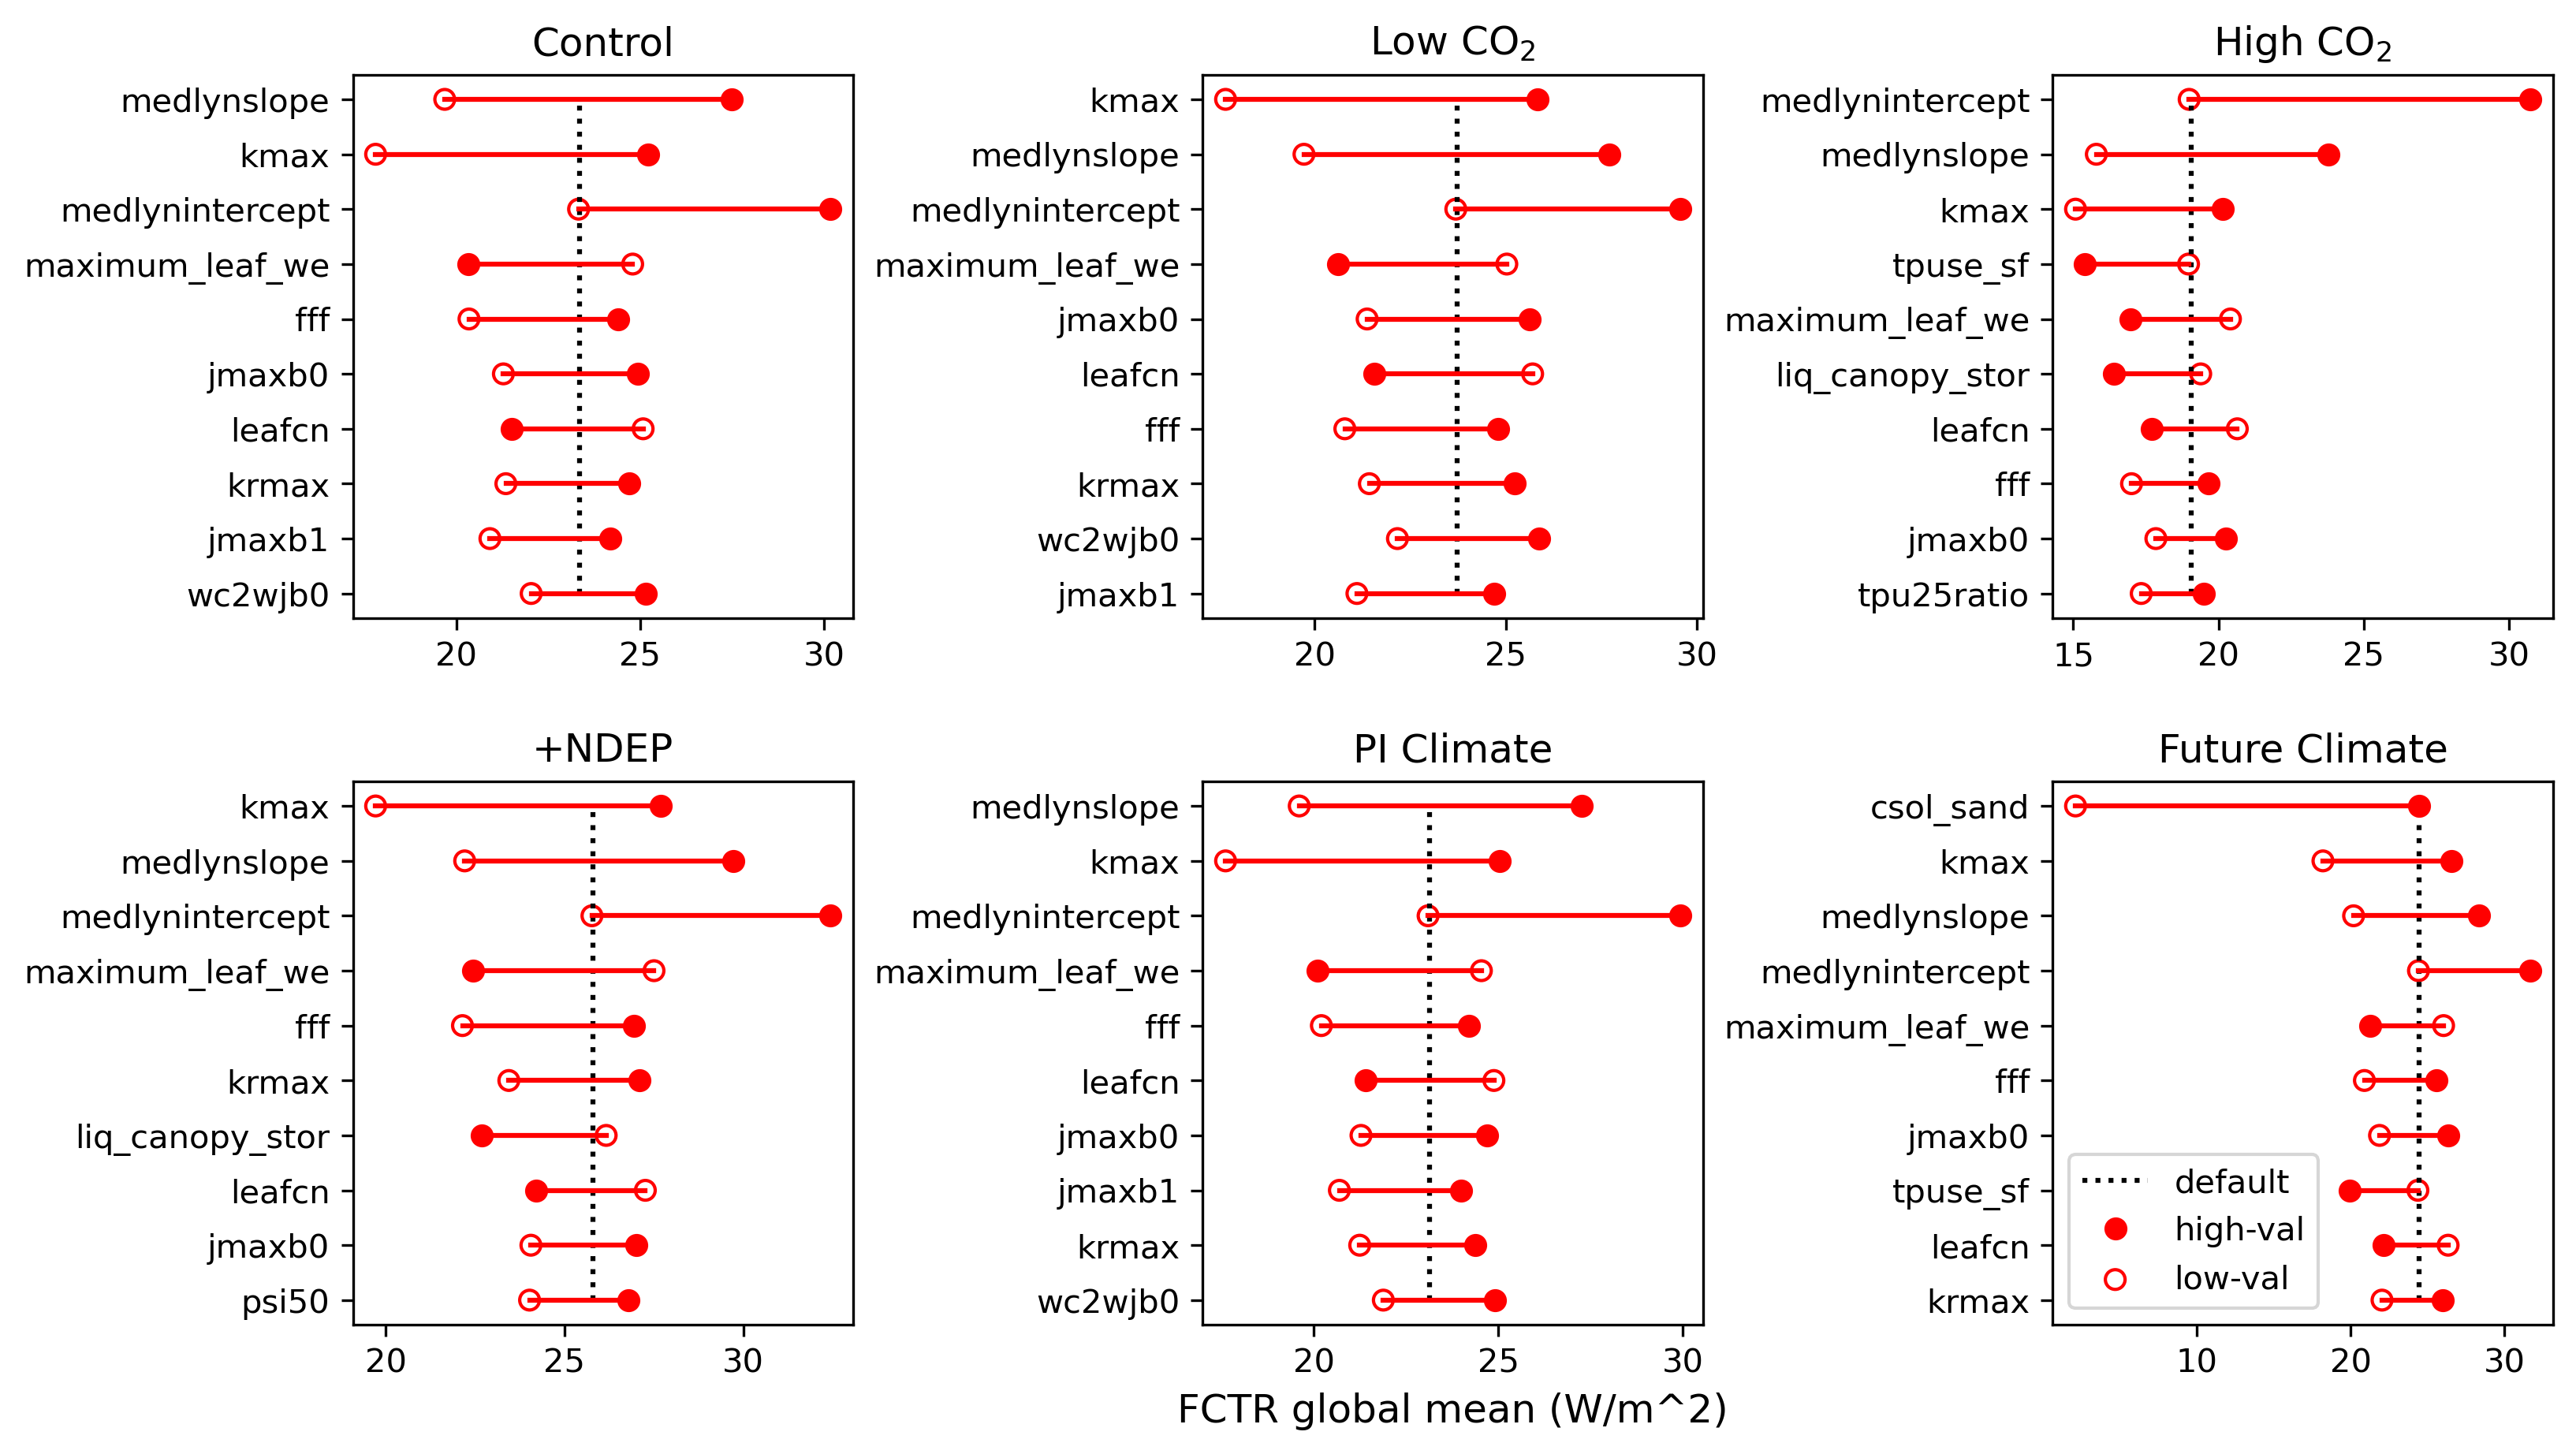 Control
medlynslope
kmax
medlynintercept
maximum_leaf_we
fff
jmaxb0
leafcn
krmax
jmaxb1
wc2wjb0
20 25 30
Low CO₂
kmax
medlynslope
medlynintercept
maximum_leaf_we
jmaxb0
leafcn
fff
krmax
wc2wjb0
jmaxb1
20 25 30
High CO₂
medlynintercept
medlynslope
kmax
tpuse_sf
maximum_leaf_we
liq_canopy_stor
leafcn
fff
jmaxb0
tpu25ratio
15 20 25 30
+NDEP
kmax
medlynslope
medlynintercept
maximum_leaf_we
fff
krmax
liq_canopy_stor
leafcn
jmaxb0
psi50
20 25 30
PI Climate
medlynslope
kmax
medlynintercept
maximum_leaf_we
fff
leafcn
jmaxb0
jmaxb1
krmax
wc2wjb0
20 25 30
FCTR global mean (W/m^2)
Future Climate
csol_sand
kmax
medlynslope
medlynintercept
maximum_leaf_we
fff
jmaxb0
tpuse_sf
leafcn
krmax
default
high-val
low-val
10 20 30